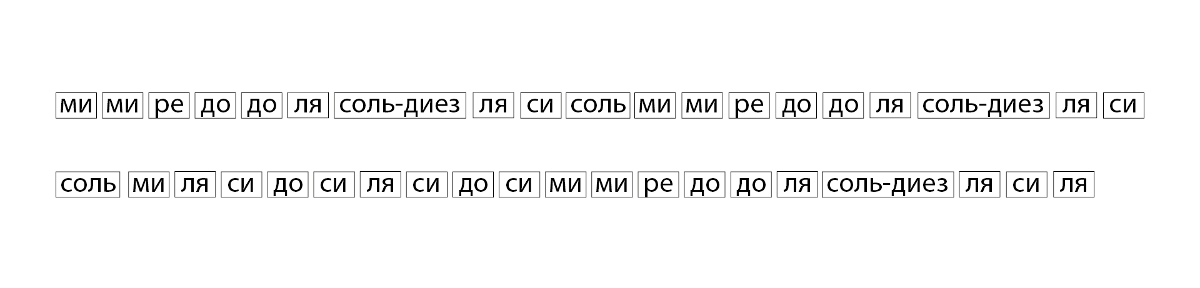 ми ми ре до до ля соль-диез ля си соль ми ми ре до до ля соль-диез ля си
соль ми ля си до си ля си до си ми ми ре до до ля соль-диез ля си ля